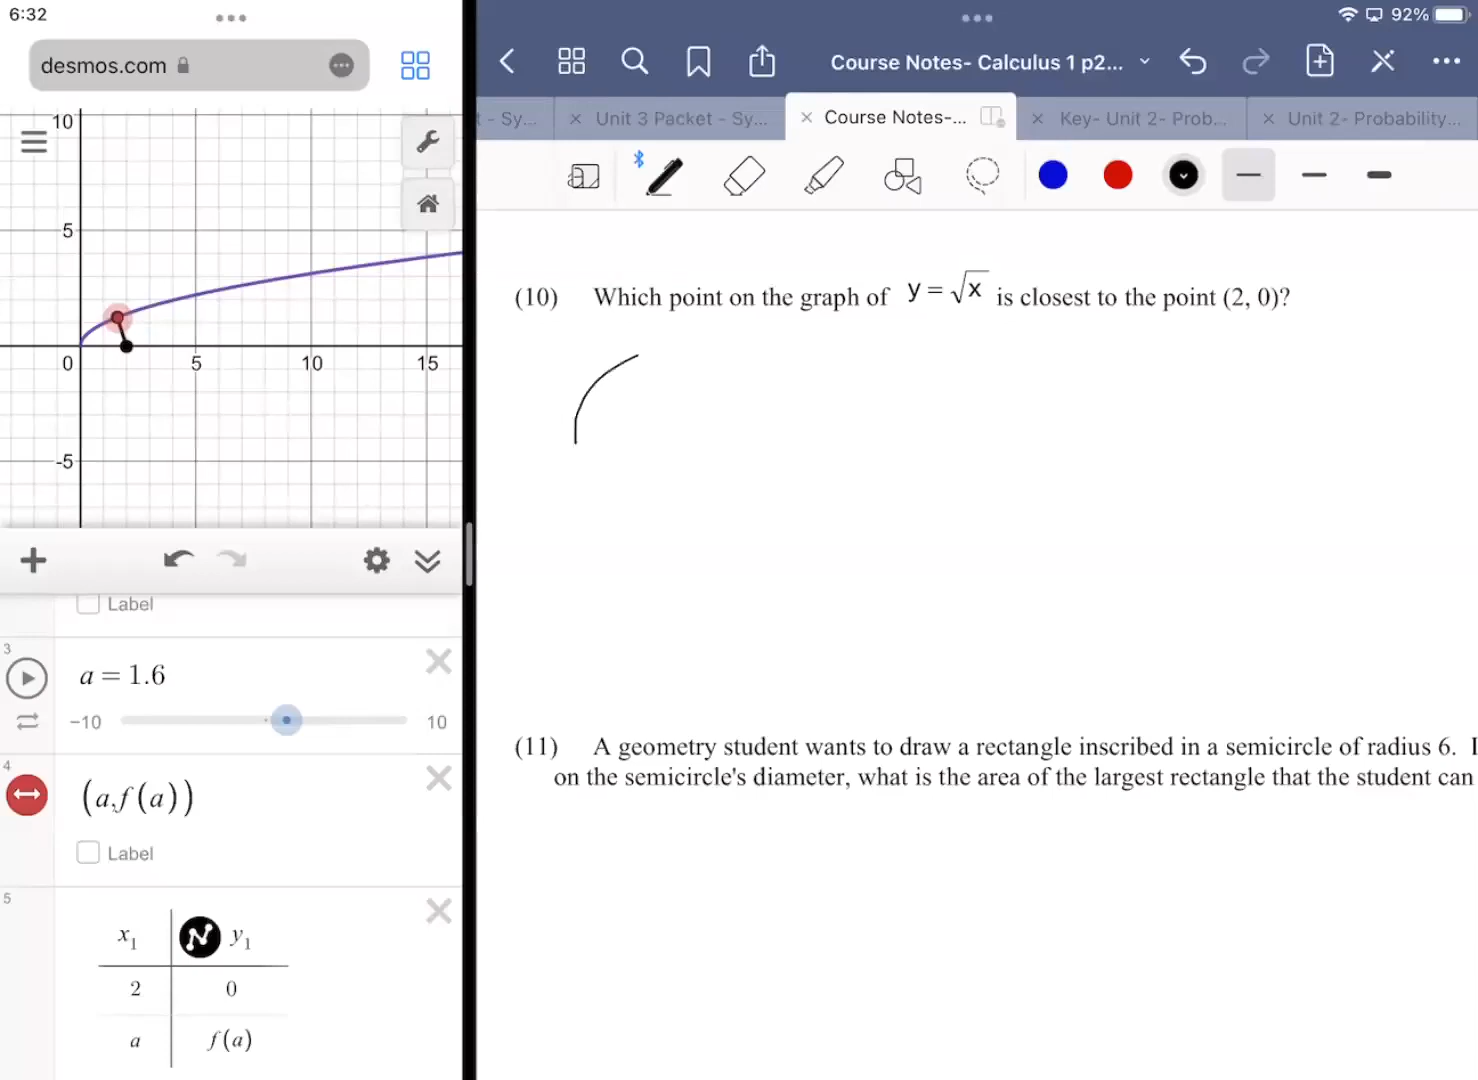 6:32
92%
desmos.com
Course Notes- Calculus 1 p2...
t - Sy...
Unit 3 Packet - Sy...
Course Notes-...
Key- Unit 2- Prob...
Unit 2- Probability...
10
5
0
5
10
15
-5
(10) Which point on the graph of y = √x is closest to the point (2, 0)?
Label
3
a = 1.6
−10
10
4
(a,f(a))
Label
5
x₁ y₁
2 0
a f(a)
(11) A geometry student wants to draw a rectangle inscribed in a semicircle of radius 6.
on the semicircle's diameter, what is the area of the largest rectangle that the student can